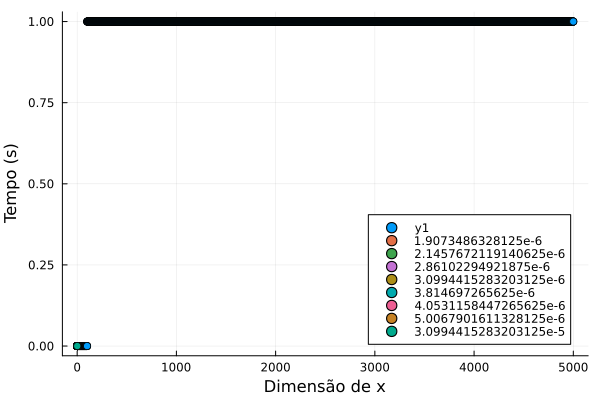 Tempo (s)
1.00
0.75
0.50
0.25
0.00
0 1000 2000 3000 4000 5000
Dimensão de x
y1
1.9073486328125e-6
2.1457672119140625e-6
2.86102294921875e-6
3.0994415283203125e-6
3.814697265625e-6
4.0531158447265625e-6
5.0067901611328125e-6
3.0994415283203125e-5